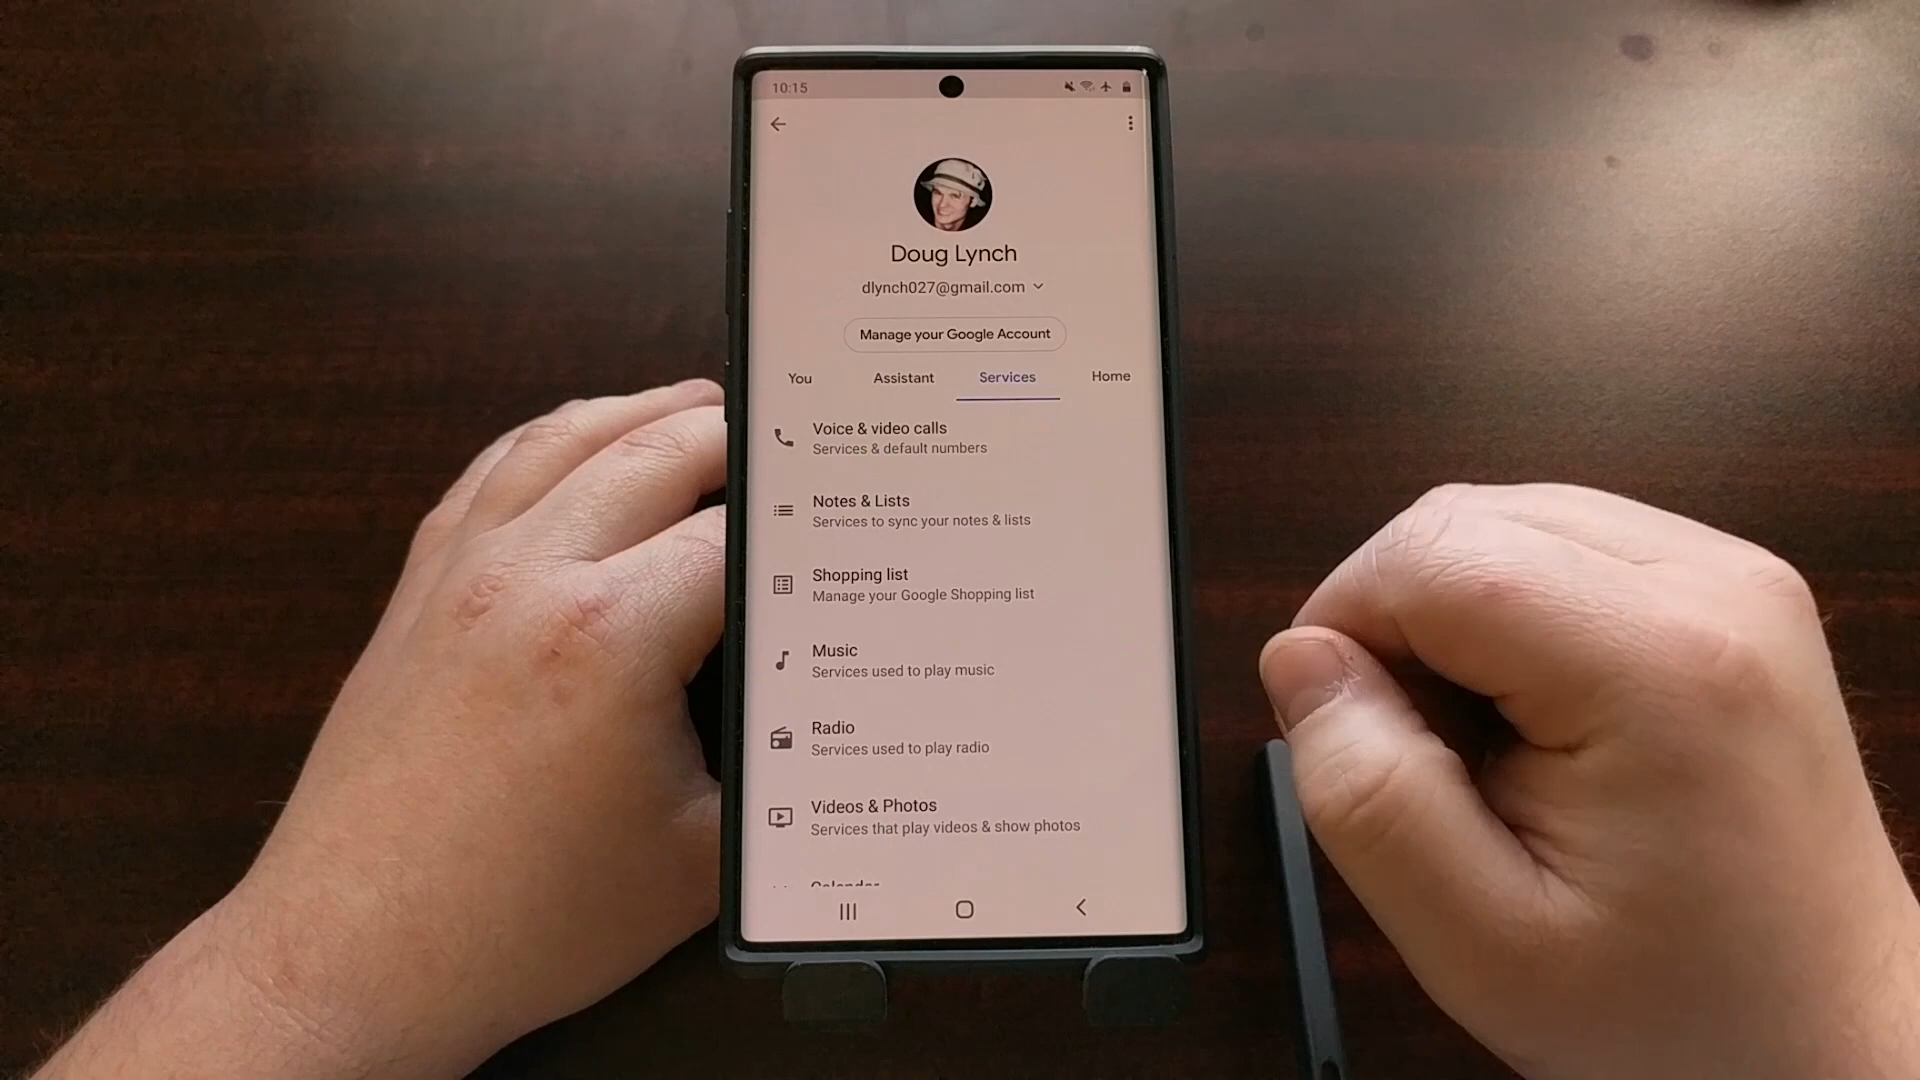 10:15
Doug Lynch
dlynch027@gmail.com
Manage your Google Account
You Assistant Services Home
Voice & video calls
Services & default numbers
Notes & Lists
Services to sync your notes & lists
Shopping list
Manage your Google Shopping list
Music
Services used to play music
Radio
Services used to play radio
Videos & Photos
Services that play videos & show photos
Calendar